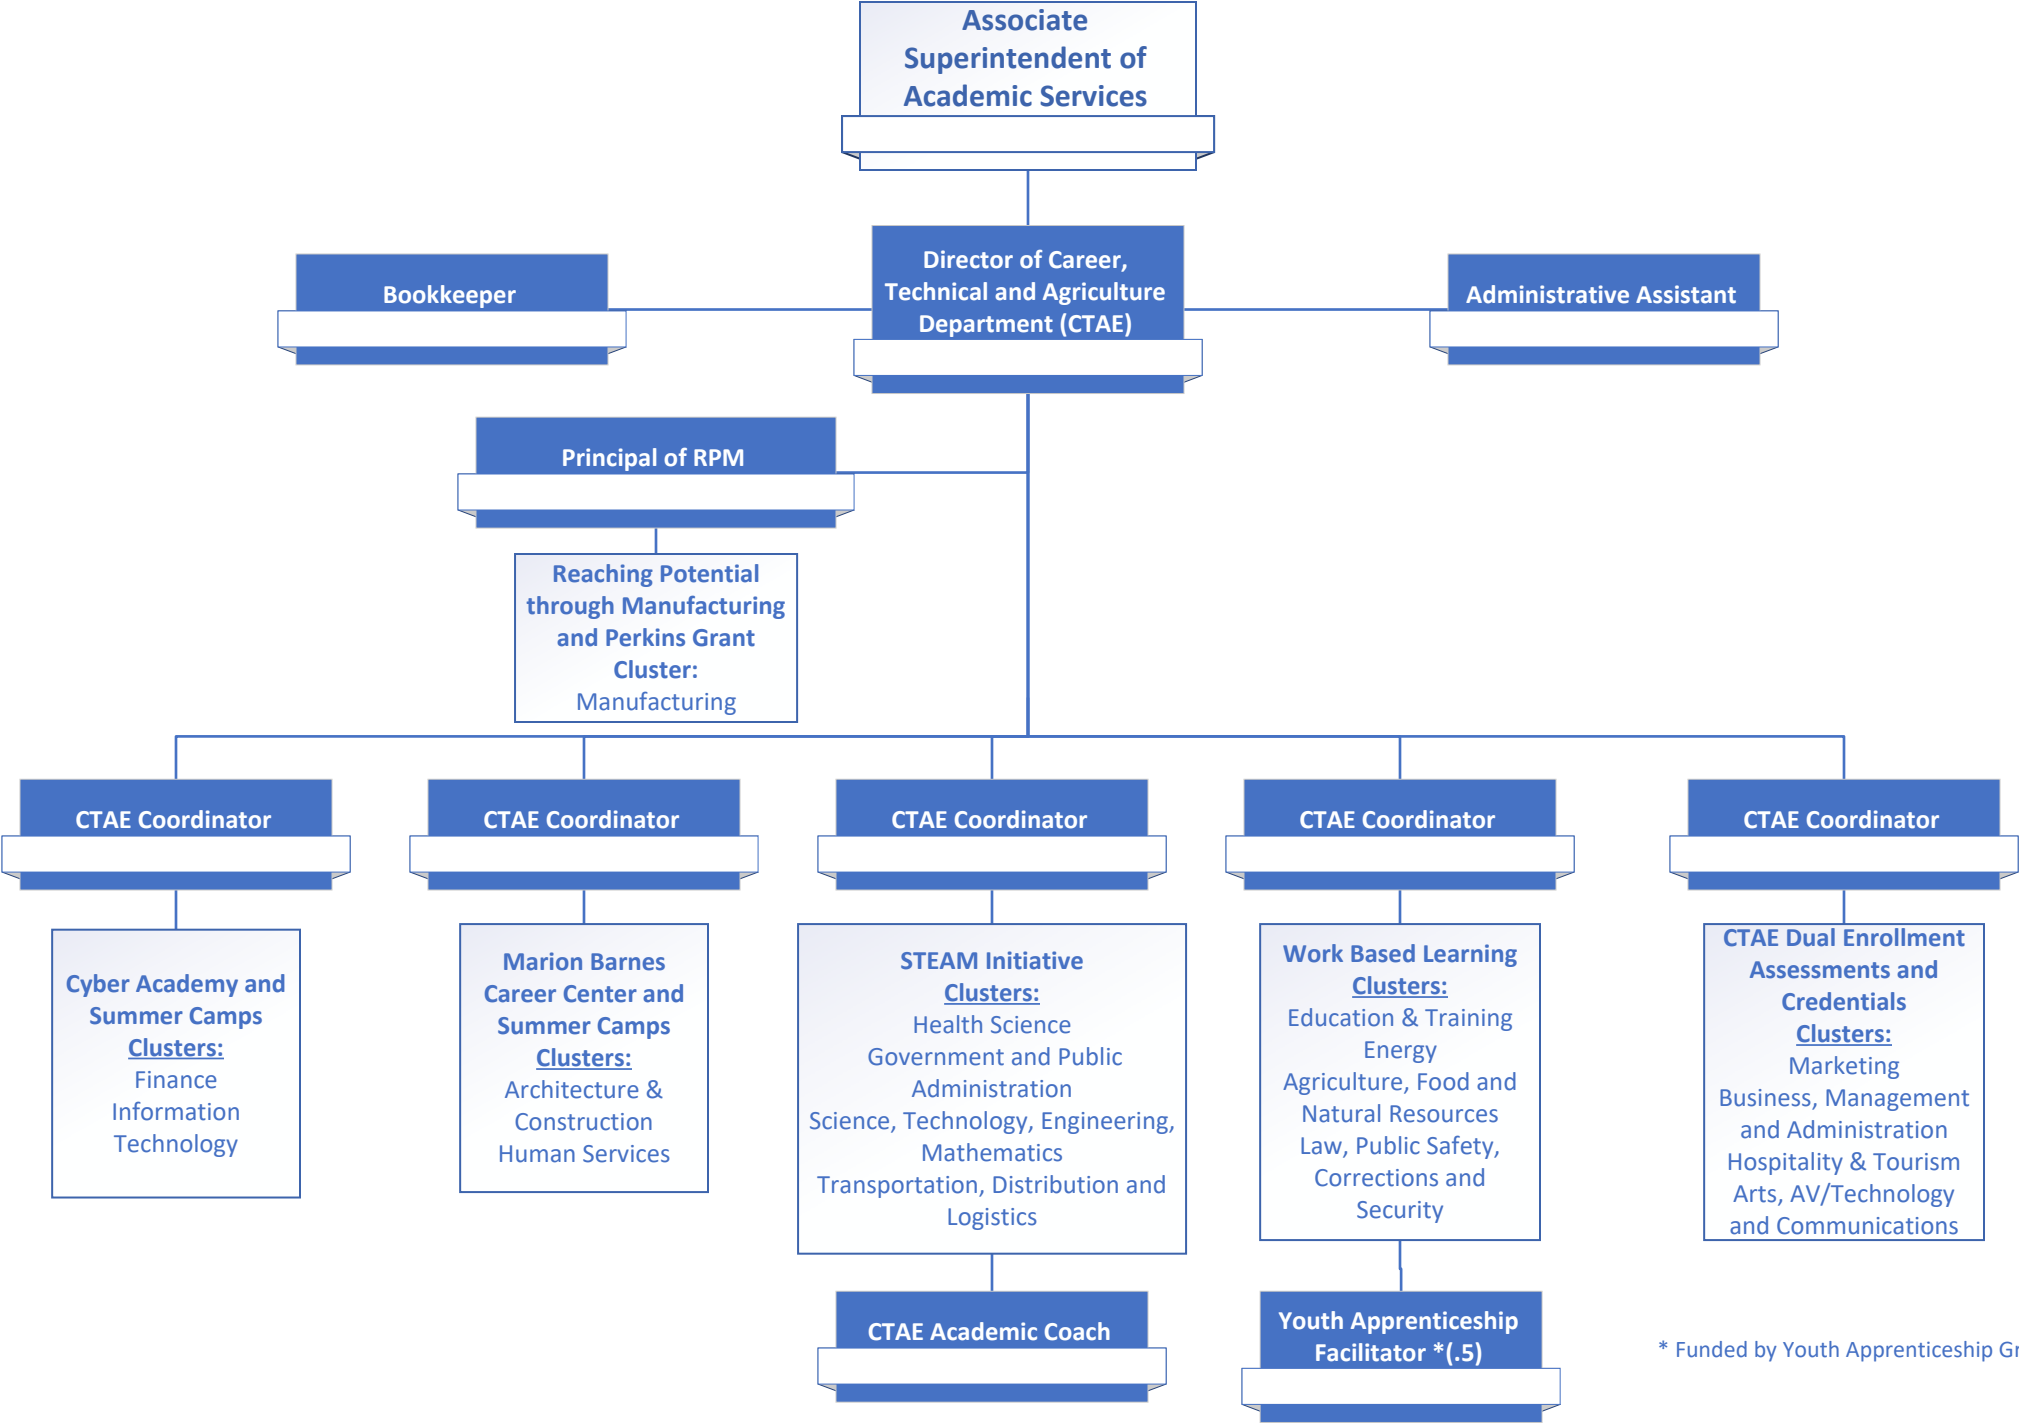 Associate
Superintendent of
Academic Services
Director of Career,
Technical and Agriculture
Department (CTAE)
Bookkeeper
Administrative Assistant
Principal of RPM
Reaching Potential
through Manufacturing
and Perkins Grant
Cluster:
Manufacturing
CTAE Coordinator
CTAE Coordinator
CTAE Coordinator
CTAE Coordinator
CTAE Coordinator
Cyber Academy and
Summer Camps
Clusters:
Finance
Information
Technology
Marion Barnes
Career Center and
Summer Camps
Clusters:
Architecture &
Construction
Human Services
STEAM Initiative
Clusters:
Health Science
Government and Public
Administration
Science, Technology, Engineering,
Mathematics
Transportation, Distribution and
Logistics
Work Based Learning
Clusters:
Education & Training
Energy
Agriculture, Food and
Natural Resources
Law, Public Safety,
Corrections and
Security
CTAE Dual Enrollment
Assessments and
Credentials
Clusters:
Marketing
Business, Management
and Administration
Hospitality & Tourism
Arts, AV/Technology
and Communications
CTAE Academic Coach
Youth Apprenticeship
Facilitator *(.5)
* Funded by Youth Apprenticeship